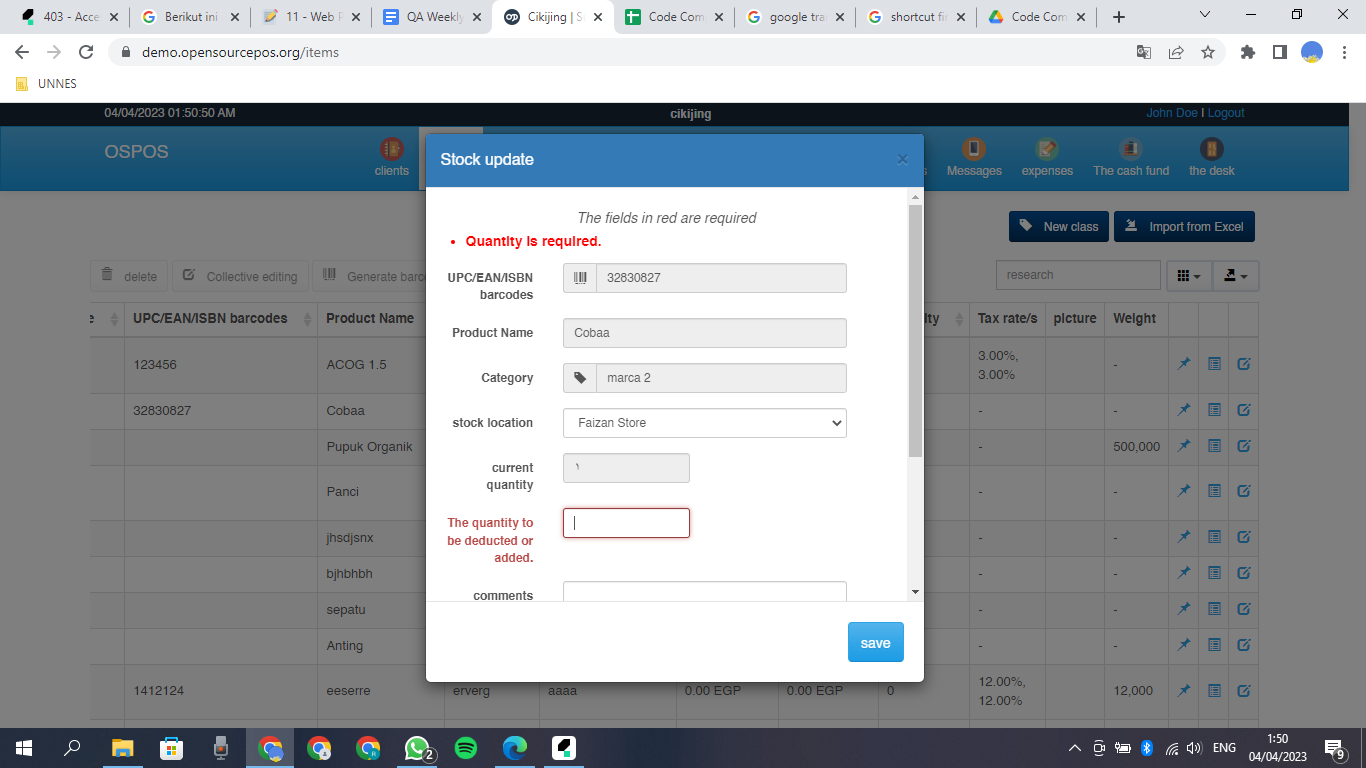 403 - Acce
Berikut ini
11 - Web P
QA Weekly
Cikijing | S
Code Com
google tra
shortcut fi
Code Com
demo.opensourcepos.org/items
UNNES
04/04/2023 01:50:50 AM
cikijing
John Doe | Logout
OSPOS
clients
Messages
expenses
The cash fund
the desk
Stock update
×
The fields in red are required
• Quantity is required.
UPC/EAN/ISBN
barcodes
32830827
Product Name
Cobaa
Category
marca 2
stock location
Faizan Store
current
quantity
١
The quantity to
be deducted or
added.
comments
save
New class
Import from Excel
delete
Collective editing
Generate barc
research
UPC/EAN/ISBN barcodes
Product Name
Tax rate/s
picture
Weight
123456
ACOG 1.5
3.00%,
3.00%
-
32830827
Cobaa
-
-
Pupuk Organik
-
500,000
Panci
-
-
jhsdjsnx
-
-
bjhbhbh
-
-
sepatu
-
-
Anting
-
-
1412124
eeserre
erverg
aaaa
0.00 EGP
0.00 EGP
0
12.00%,
12.00%
12,000
2
ENG
1:50
04/04/2023
9